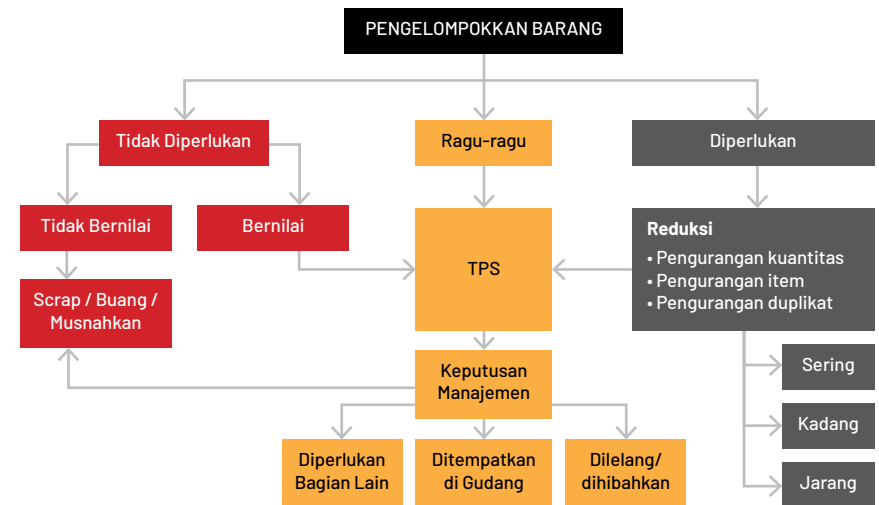 PENGELOMPOKKAN BARANG
Tidak Diperlukan
Ragu-ragu
Diperlukan
Tidak Bernilai
Bernilai
TPS
Reduksi
• Pengurangan kuantitas
• Pengurangan item
• Pengurangan duplikat
Scrap / Buang /
Musnahkan
Keputusan
Manajemen
Sering
Kadang
Jarang
Diperlukan
Bagian Lain
Ditempatkan
di Gudang
Dilelang/
dihibahkan